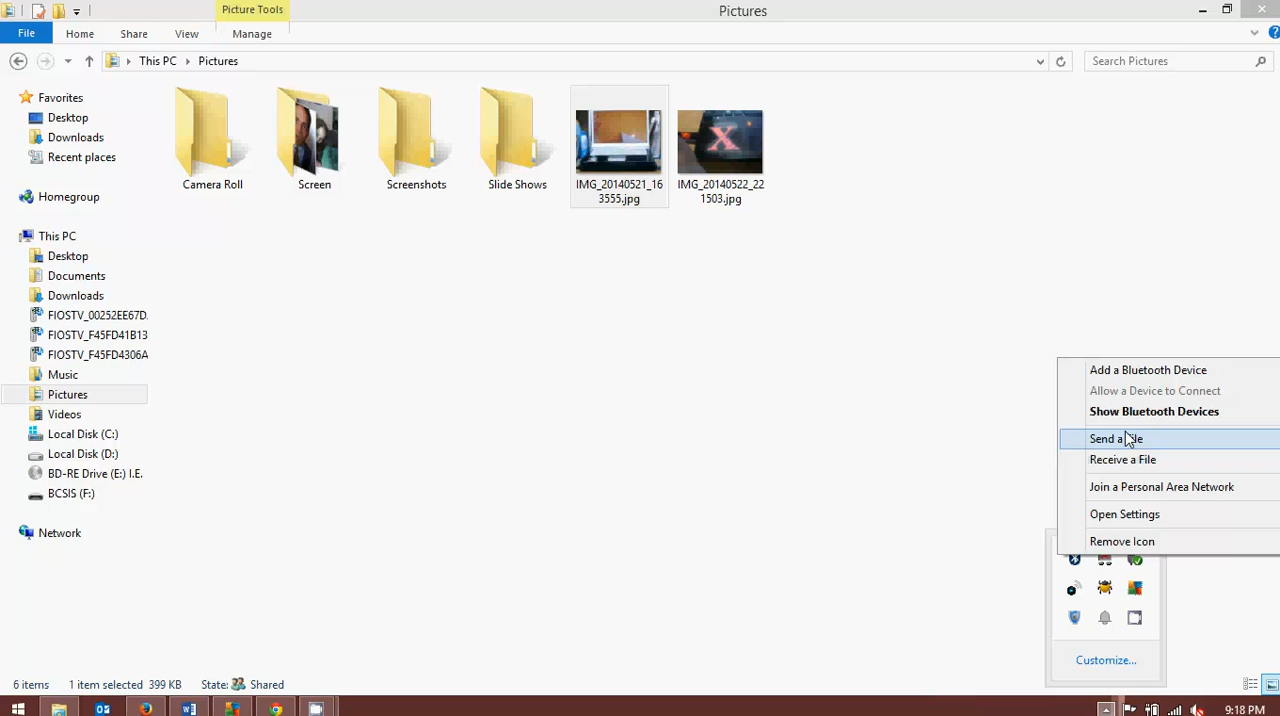 Picture Tools
Pictures
File
Home
Share
View
Manage
This PC
Pictures
Search Pictures
Favorites
Desktop
Downloads
Recent places
Homegroup
This PC
Desktop
Documents
Downloads
FIOSTV_00252EE67D.
FIOSTV_F45FD41B13
FIOSTV_F45FD4306A
Music
Pictures
Videos
Local Disk (C:)
Local Disk (D:)
BD-RE Drive (E:) I.E.
BCSIS (F:)
Network
Camera Roll
Screen
Screenshots
Slide Shows
IMG_20140521_16
3555.jpg
IMG_20140522_22
1503.jpg
X
Add a Bluetooth Device
Allow a Device to Connect
Show Bluetooth Devices
Send a File
Receive a File
Join a Personal Area Network
Open Settings
Remove Icon
Customize...
6 items
1 item selected 399 KB
State:
Shared
9:18 PM